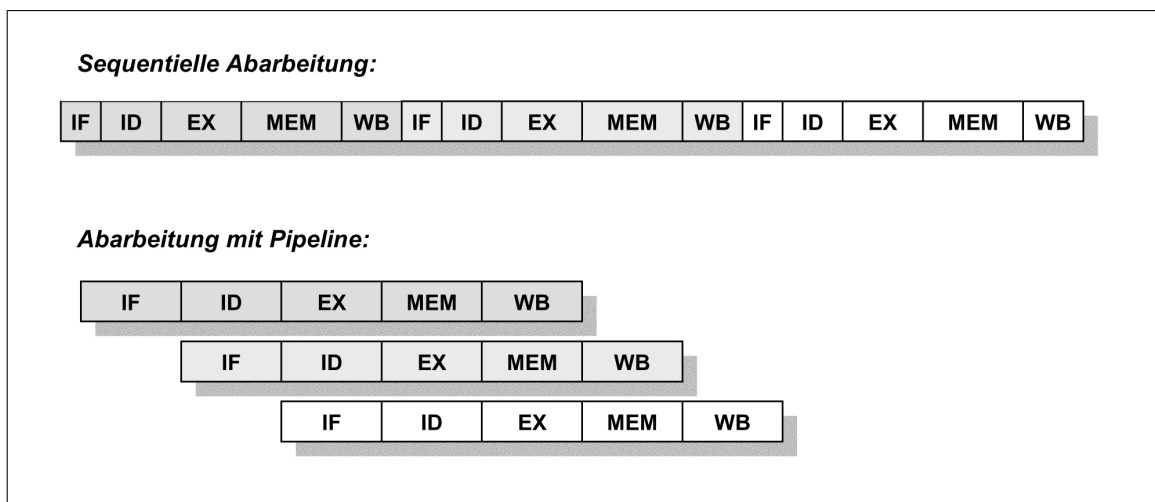 Sequentielle Abarbeitung:
IF ID EX MEM WB IF ID EX MEM WB IF ID EX MEM WB
Abarbeitung mit Pipeline:
IF ID EX MEM WB
IF ID EX MEM WB
IF ID EX MEM WB